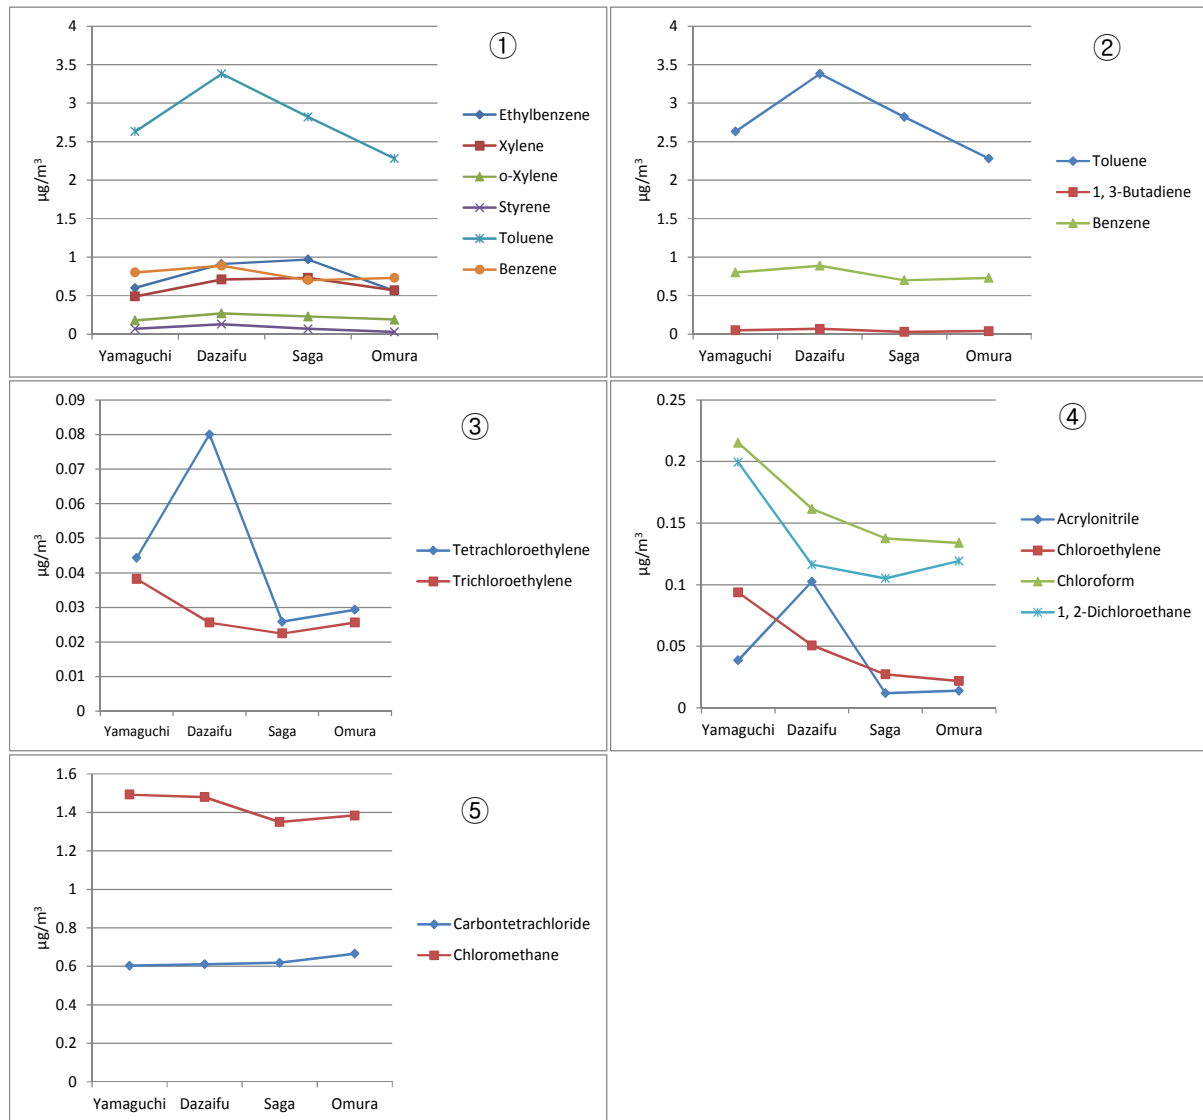 ①
4
3.5
3
2.5
2
1.5
1
0.5
0
µg/m³
Yamaguchi Dazaifu Saga Omura
Ethylbenzene
Xylene
o-Xylene
Styrene
Toluene
Benzene
②
4
3.5
3
2.5
2
1.5
1
0.5
0
µg/m³
Yamaguchi Dazaifu Saga Omura
Toluene
1, 3-Butadiene
Benzene
③
0.09
0.08
0.07
0.06
0.05
0.04
0.03
0.02
0.01
0
µg/m³
Yamaguchi Dazaifu Saga Omura
Tetrachloroethylene
Trichloroethylene
④
0.25
0.2
0.15
0.1
0.05
0
µg/m³
Yamaguchi Dazaifu Saga Omura
Acrylonitrile
Chloroethylene
Chloroform
1, 2-Dichloroethane
⑤
1.6
1.4
1.2
1
0.8
0.6
0.4
0.2
0
µg/m³
Yamaguchi Dazaifu Saga Omura
Carbontetrachloride
Chloromethane